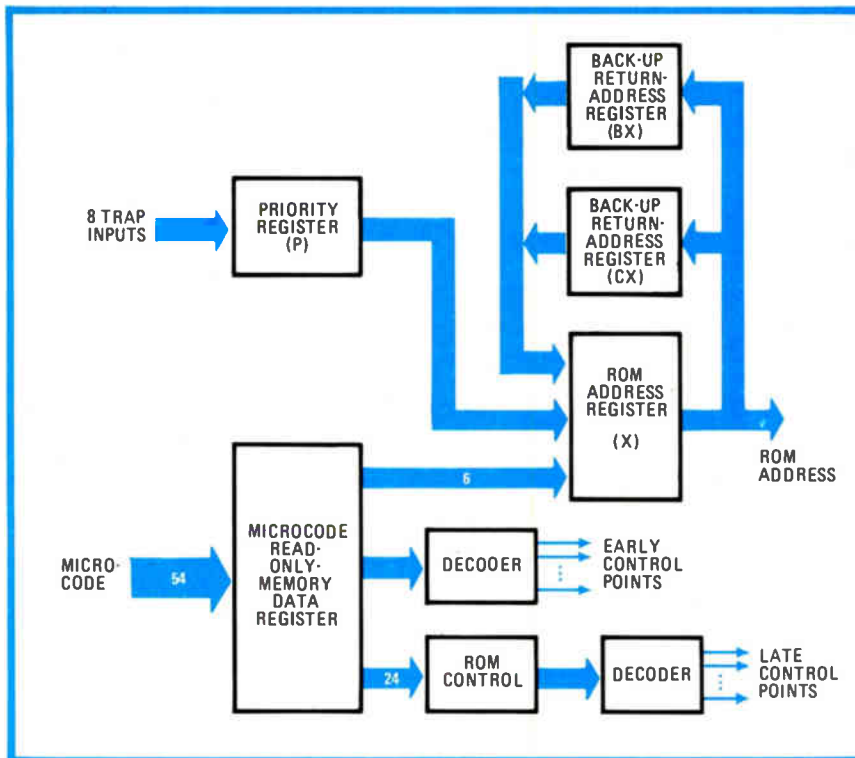 BACK-UP
RETURN-
ADDRESS
REGISTER
(BX)
8 TRAP
INPUTS
PRIORITY
REGISTER
(P)
BACK-UP
RETURN-
ADDRESS
REGISTER
(CX)
ROM
ADDRESS
REGISTER
(X)
ROM
ADDRESS
6
MICRO-
CODE
54
MICROCODE
READ-
ONLY-
MEMORY
DATA
REGISTER
DECODER
EARLY
CONTROL
POINTS
24
ROM
CONTROL
DECODER
LATE
CONTROL
POINTS